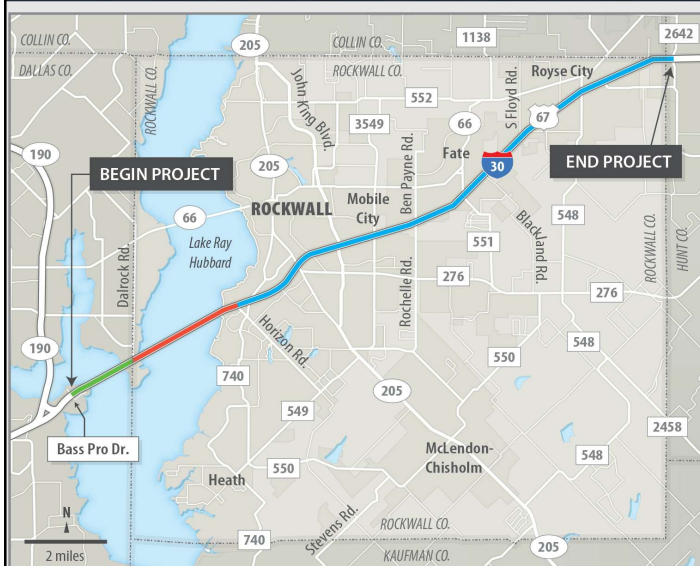 COLLIN CO.
DALLAS CO.
ROCKWALL CO.
205
COLLIN CO.
ROCKWALL CO.
1138
2642
Royse City
S Floyd Rd.
John King Blvd.
552
67
3549
66
Fate
30
END PROJECT
190
BEGIN PROJECT
205
Ben Payne Rd.
ROCKWALL
Mobile
City
66
Lake Ray
Hubbard
Dalrock Rd.
Blackland Rd.
548
551
ROCKWALL CO.
HUNT CO.
276
276
Rochelle Rd.
Horizon Rd.
190
548
550
740
205
549
Bass Pro Dr.
2458
McLendon-
Chisholm
548
550
Heath
N
2 miles
Stevens Rd.
740
ROCKWALL CO.
KAUFMAN CO.
205